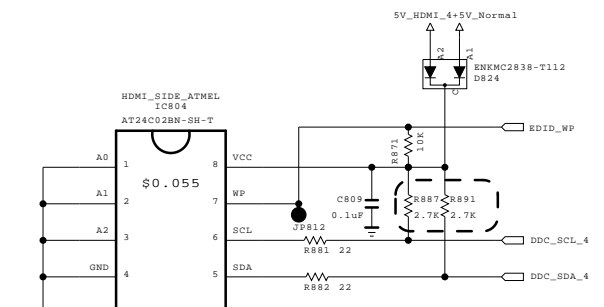 5V_HDMI_4 +5V_Normal
A2
A1
ENKMC2838-T112
D824
C
HDMI_SIDE_ATMEL
IC804
AT24C02BN-SH-T
EDID_WP
R871
10K
A0
1
8
VCC
$0.055
A1
2
7
WP
C809
0.1uF
R887
2.7K
R891
2.7K
JP812
A2
3
6
SCL
R881 22
DDC_SCL_4
GND
4
5
SDA
R882 22
DDC_SDA_4